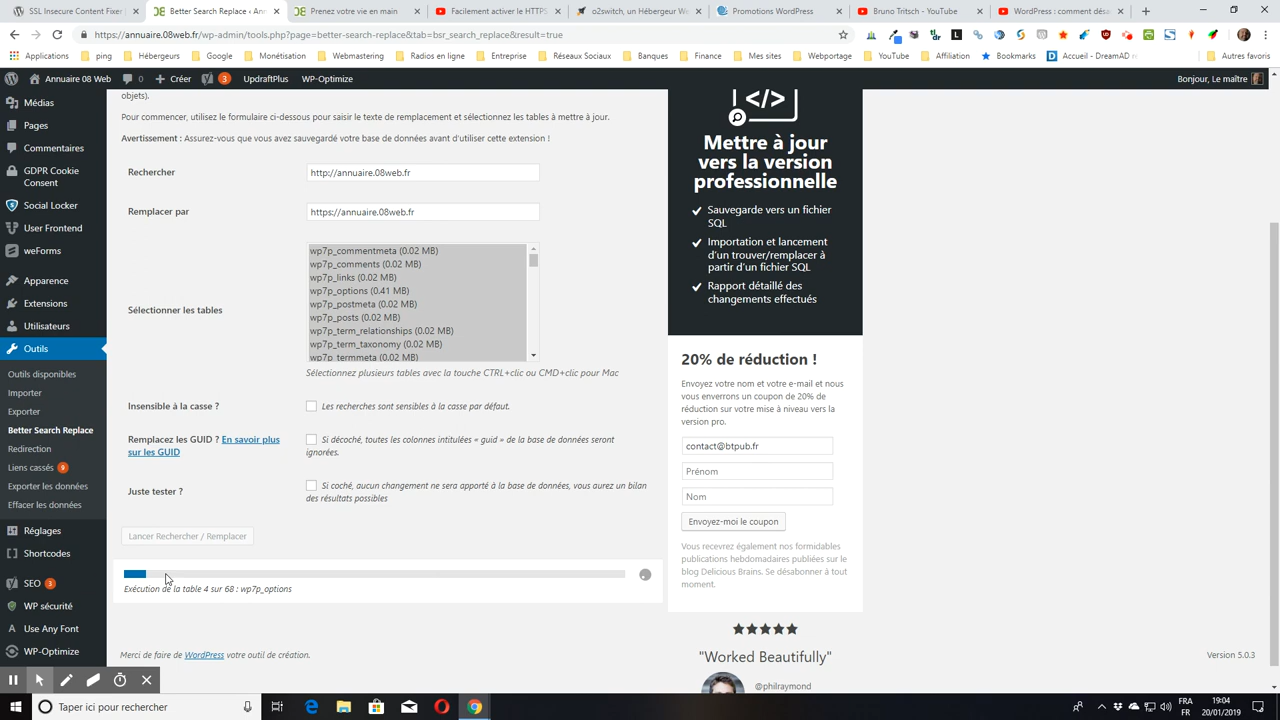 SSL Insecure Content Fixer
Better Search Replace ‹ Ann
Prenez votre vie en main
Facilement activer le HTTPS
o2switch, un Hébergeur We
Promotions WordPress
Bruno Tritsch - YouTube
WordPress : comment désa
https://annuaire.08web.fr/wp-admin/tools.php?page=better-search-replace&tab=bsr_search_replace&result=true
Applications
ping
Hébergeurs
Google
Monétisation
Webmastering
Radios en ligne
Entreprise
Réseaux Sociaux
Banques
Finance
Mes sites
Webportage
YouTube
Affiliation
Bookmarks
Accueil - DreamAD re
Autres favoris
Annuaire 08 Web
0
Créer
3
UpdraftPlus
WP-Optimize
Bonjour, Le maître
Médias
Pages
Commentaires
GDPR Cookie
Consent
Social Locker
User Frontend
weForms
Apparence
Extensions
Utilisateurs
Outils
Outils disponibles
Importer
Exporter
Better Search Replace
Redirection
Liens cassés 9
Exporter les données
Effacer les données
Réglages
Shortcodes
SEO 3
WP sécurité
Use Any Font
WP-Optimize
objets).
Pour commencer, utilisez le formulaire ci-dessous pour saisir le texte de remplacement et sélectionnez les tables à mettre à jour.
Avertissement : Assurez-vous que vous avez sauvegardé votre base de données avant d'utiliser cette extension !
Rechercher
http://annuaire.08web.fr
Remplacer par
https://annuaire.08web.fr
Sélectionner les tables
wp7p_commentmeta (0.02 MB)
wp7p_comments (0.02 MB)
wp7p_links (0.02 MB)
wp7p_options (0.41 MB)
wp7p_postmeta (0.02 MB)
wp7p_posts (0.02 MB)
wp7p_term_relationships (0.02 MB)
wp7p_term_taxonomy (0.02 MB)
wp7p_termmeta (0.02 MB)
Sélectionnez plusieurs tables avec la touche CTRL+clic ou CMD+clic pour Mac
Insensible à la casse ?
Les recherches sont sensibles à la casse par défaut.
Remplacez les GUID ? En savoir plus
sur les GUID
Si décoché, toutes les colonnes intitulées « guid » de la base de données seront
ignorées.
Juste tester ?
Si coché, aucun changement ne sera apporté à la base de données, vous aurez un bilan
des résultats possibles
Lancer Rechercher / Remplacer
Exécution de la table 4 sur 68 : wp7p_options
Merci de faire de WordPress votre outil de création.
Version 5.0.3
</>
Mettre à jour
vers la version
professionnelle
Sauvegarde vers un fichier
SQL
Importation et lancement
d'un trouver/remplacer à
partir d'un fichier SQL
Rapport détaillé des
changements effectués
20% de réduction !
Envoyez votre nom et votre e-mail et nous
vous enverrons un coupon de 20% de
réduction sur votre mise à niveau vers la
version pro.
contact@btpub.fr
Prénom
Nom
Envoyez-moi le coupon
Vous recevrez également nos formidables
publications hebdomadaires publiées sur le
blog Delicious Brains. Se désabonner à tout
moment.
"Worked Beautifully"
@philraymond
Taper ici pour rechercher
FRA
FR
19:04
20/01/2019